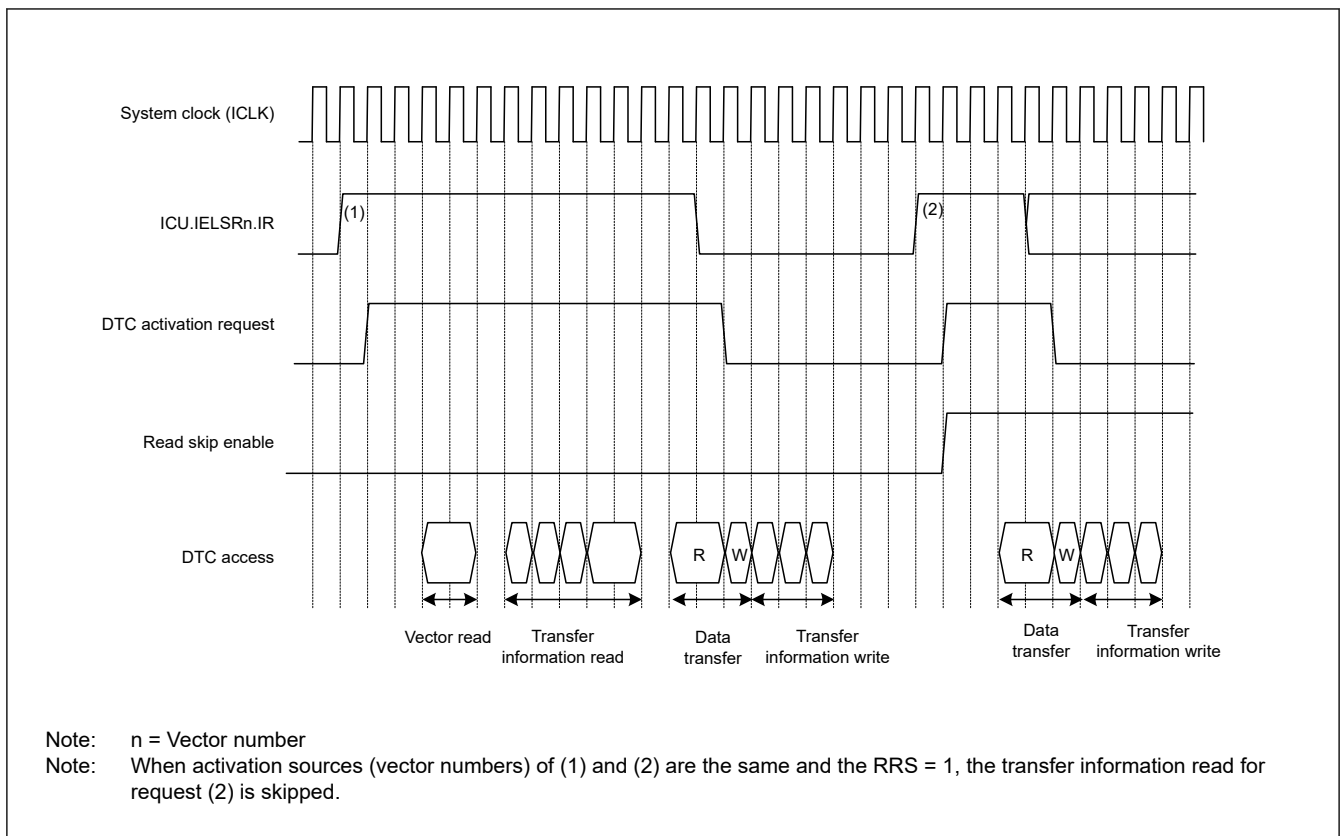 System clock (ICLK)
ICU.IELSRn.IR
(1)
(2)
DTC activation request
Read skip enable
DTC access
R
W
R
W
Vector read
Transfer
information read
Data
transfer
Transfer
information write
Data
transfer
Transfer
information write
Note: n = Vector number
Note: When activation sources (vector numbers) of (1) and (2) are the same and the RRS = 1, the transfer information read for
request (2) is skipped.